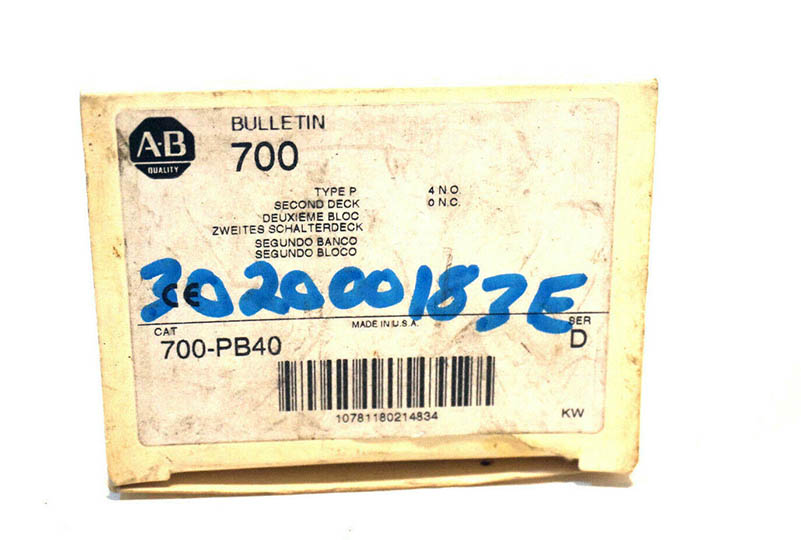 A-B
QUALITY
BULLETIN
700
TYPE P 4 N.O.
SECOND DECK 0 N.C.
DEUXIÈME BLOC
ZWEITES SCHALTERDECK
SEGUNDO BANCO
SEGUNDO BLOCO
302000183E
CE
CAT MADE IN U.S.A. SER
700-PB40 D
10781180214834
KW